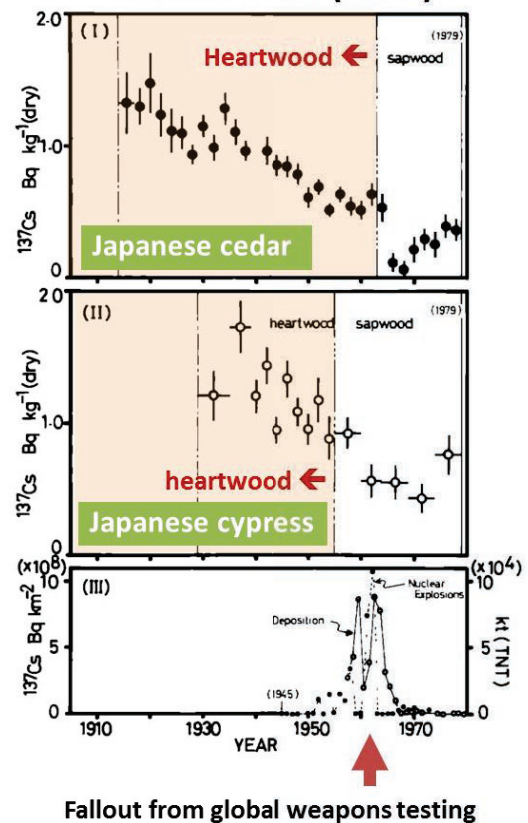 (I)
(1979)
Heartwood ← sapwood
2.0
1.0
0
137Cs Bq kg-1(dry)
Japanese cedar
(II)
(1979)
heartwood sapwood
2 0
1.0
0
137Cs Bq kg-1(dry)
heartwood ←
Japanese cypress
(×10⁸) (×10⁴)
(III)
10 10
5 5
0 0
137Cs Bq km-2
kt (TNT)
Nuclear
Explosions
Deposition
(1945)
1910 1930 1950 1970
YEAR
Fallout from global weapons testing